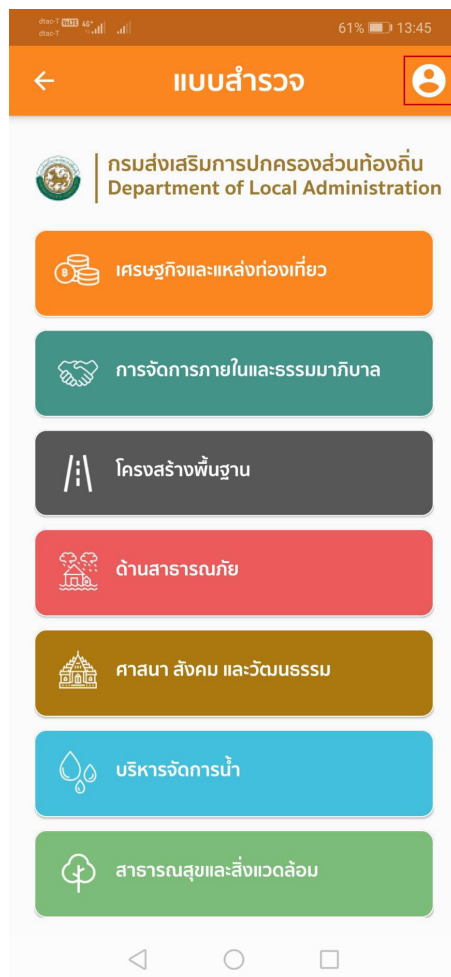 dtac-T VoLTE 4G+
dtac-T
61% 13:45
แบบสำรวจ
กรมส่งเสริมการปกครองส่วนท้องถิ่น
Department of Local Administration
เศรษฐกิจและแหล่งท่องเที่ยว
การจัดการภายในและธรรมมาภิบาล
โครงสร้างพื้นฐาน
ด้านสาธารณภัย
ศาสนา สังคม และวัฒนธรรม
บริหารจัดการน้ำ
สาธารณสุขและสิ่งแวดล้อม